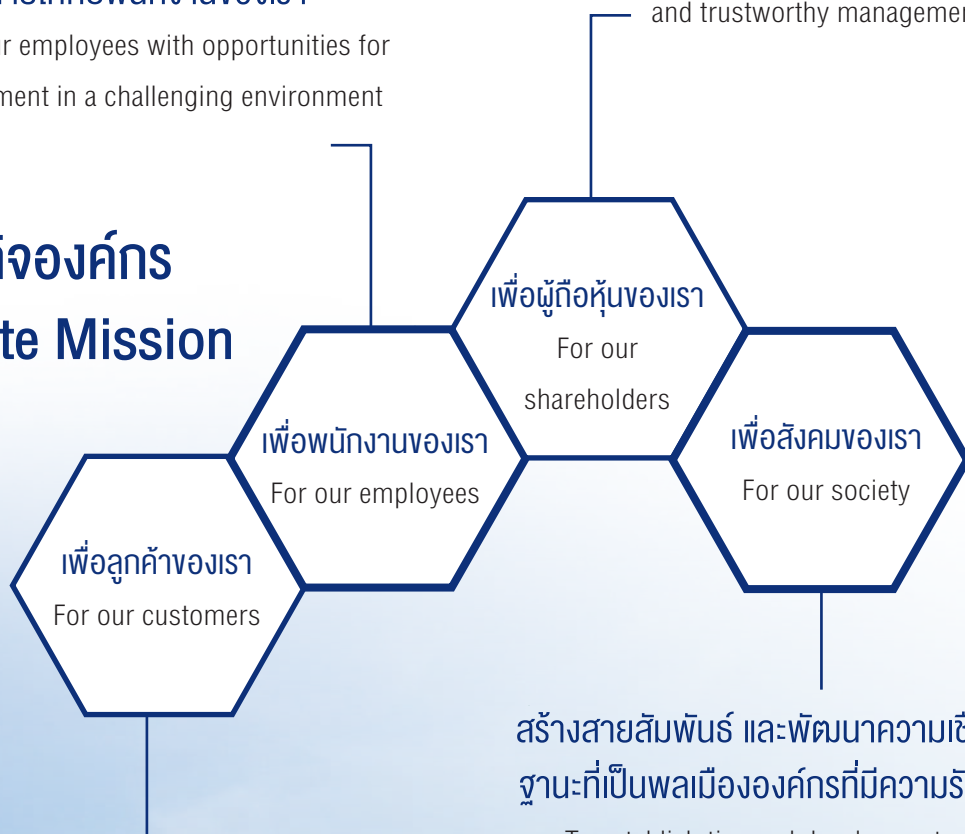 ur employees with opportunities for
ment in a challenging environment
and trustworthy managemen
จองค์กร
te Mission
เพื่อผู้ถือหุ้นของเรา
For our
shareholders
เพื่อพนักงานของเรา
For our employees
เพื่อสังคมของเรา
For our society
เพื่อลูกค้าของเรา
For our customers
สร้างสายสัมพันธ์ และพัฒนาความเชื
ฐานะที่เป็นพลเมืององค์กรที่มีความรั